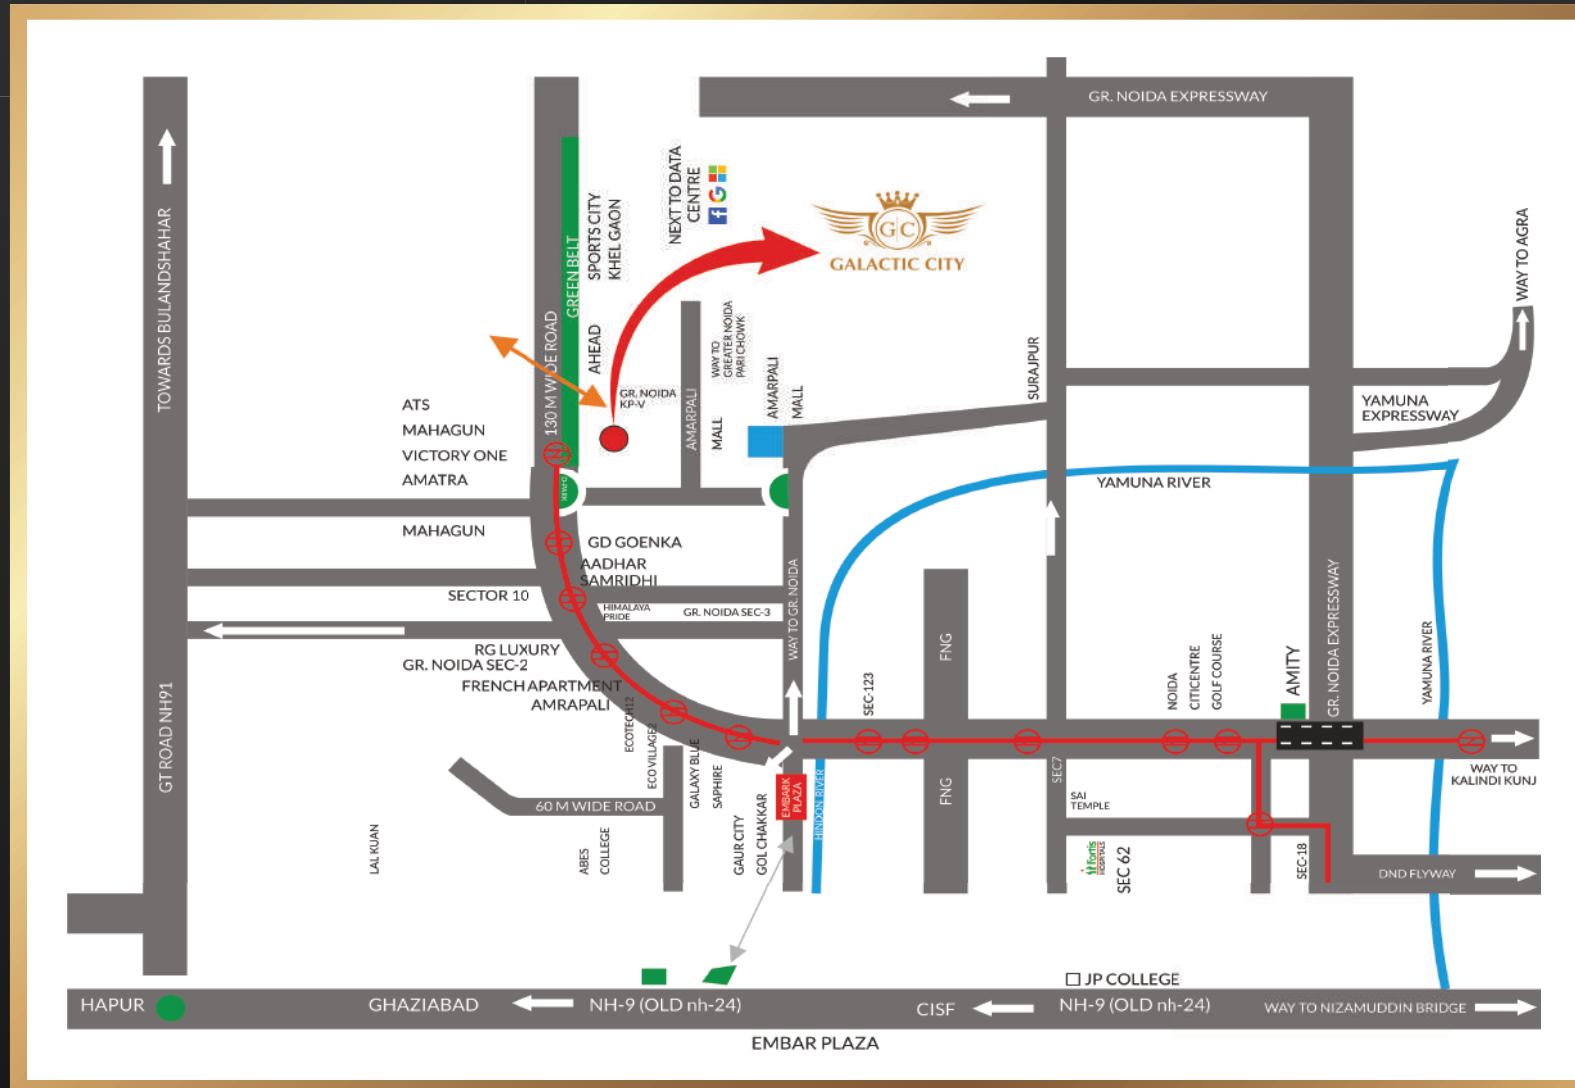 GR. NOIDA EXPRESSWAY
TOWARDS BULANDSHAHAR
GT ROAD NH91
130 M WIDE ROAD
GREEN BELT
SPORTS CITY
KHEL GAON
AHEAD
NEXT TO DATA
CENTRE
f G
G C
GALACTIC CITY
WAY TO AGRA
GR. NOIDA
KP-V
AMARPALI
MALL
WAY TO
GREATER NOIDA
PARI CHOWK
AMARPALI
MALL
SURAJPUR
YAMUNA
EXPRESSWAY
ATS
MAHAGUN
VICTORY ONE
AMATRA
MAHAGUN
YAMUNA RIVER
GD GOENKA
AADHAR
SAMRIDHI
SECTOR 10
HIMALAYA
PRIDE
GR. NOIDA SEC-3
WAY TO GR. NOIDA
RG LUXURY
GR. NOIDA SEC-2
FRENCH APARTMENT
AMRAPALI
ECOTECH12
ECO VILLAGE2
GALAXY BLUE
SAPHIRE
FNG
SEC-123
NOIDA
CITICENTRE
GOLF COURSE
AMITY
GR. NOIDA EXPRESSWAY
YAMUNA RIVER
WAY TO
KALINDI KUNJ
60 M WIDE ROAD
EMBARK
PLAZA
HINDON RIVER
FNG
SEC7
SAI
TEMPLE
LAL KUAN
ABES
COLLEGE
GAUR CITY
GOL CHAKKAR
Fortis
HOSPITALS
SEC 62
SEC-18
DND FLYWAY
JP COLLEGE
HAPUR
GHAZIABAD
NH-9 (OLD nh-24)
CISF
NH-9 (OLD nh-24)
WAY TO NIZAMUDDIN BRIDGE
EMBAR PLAZA